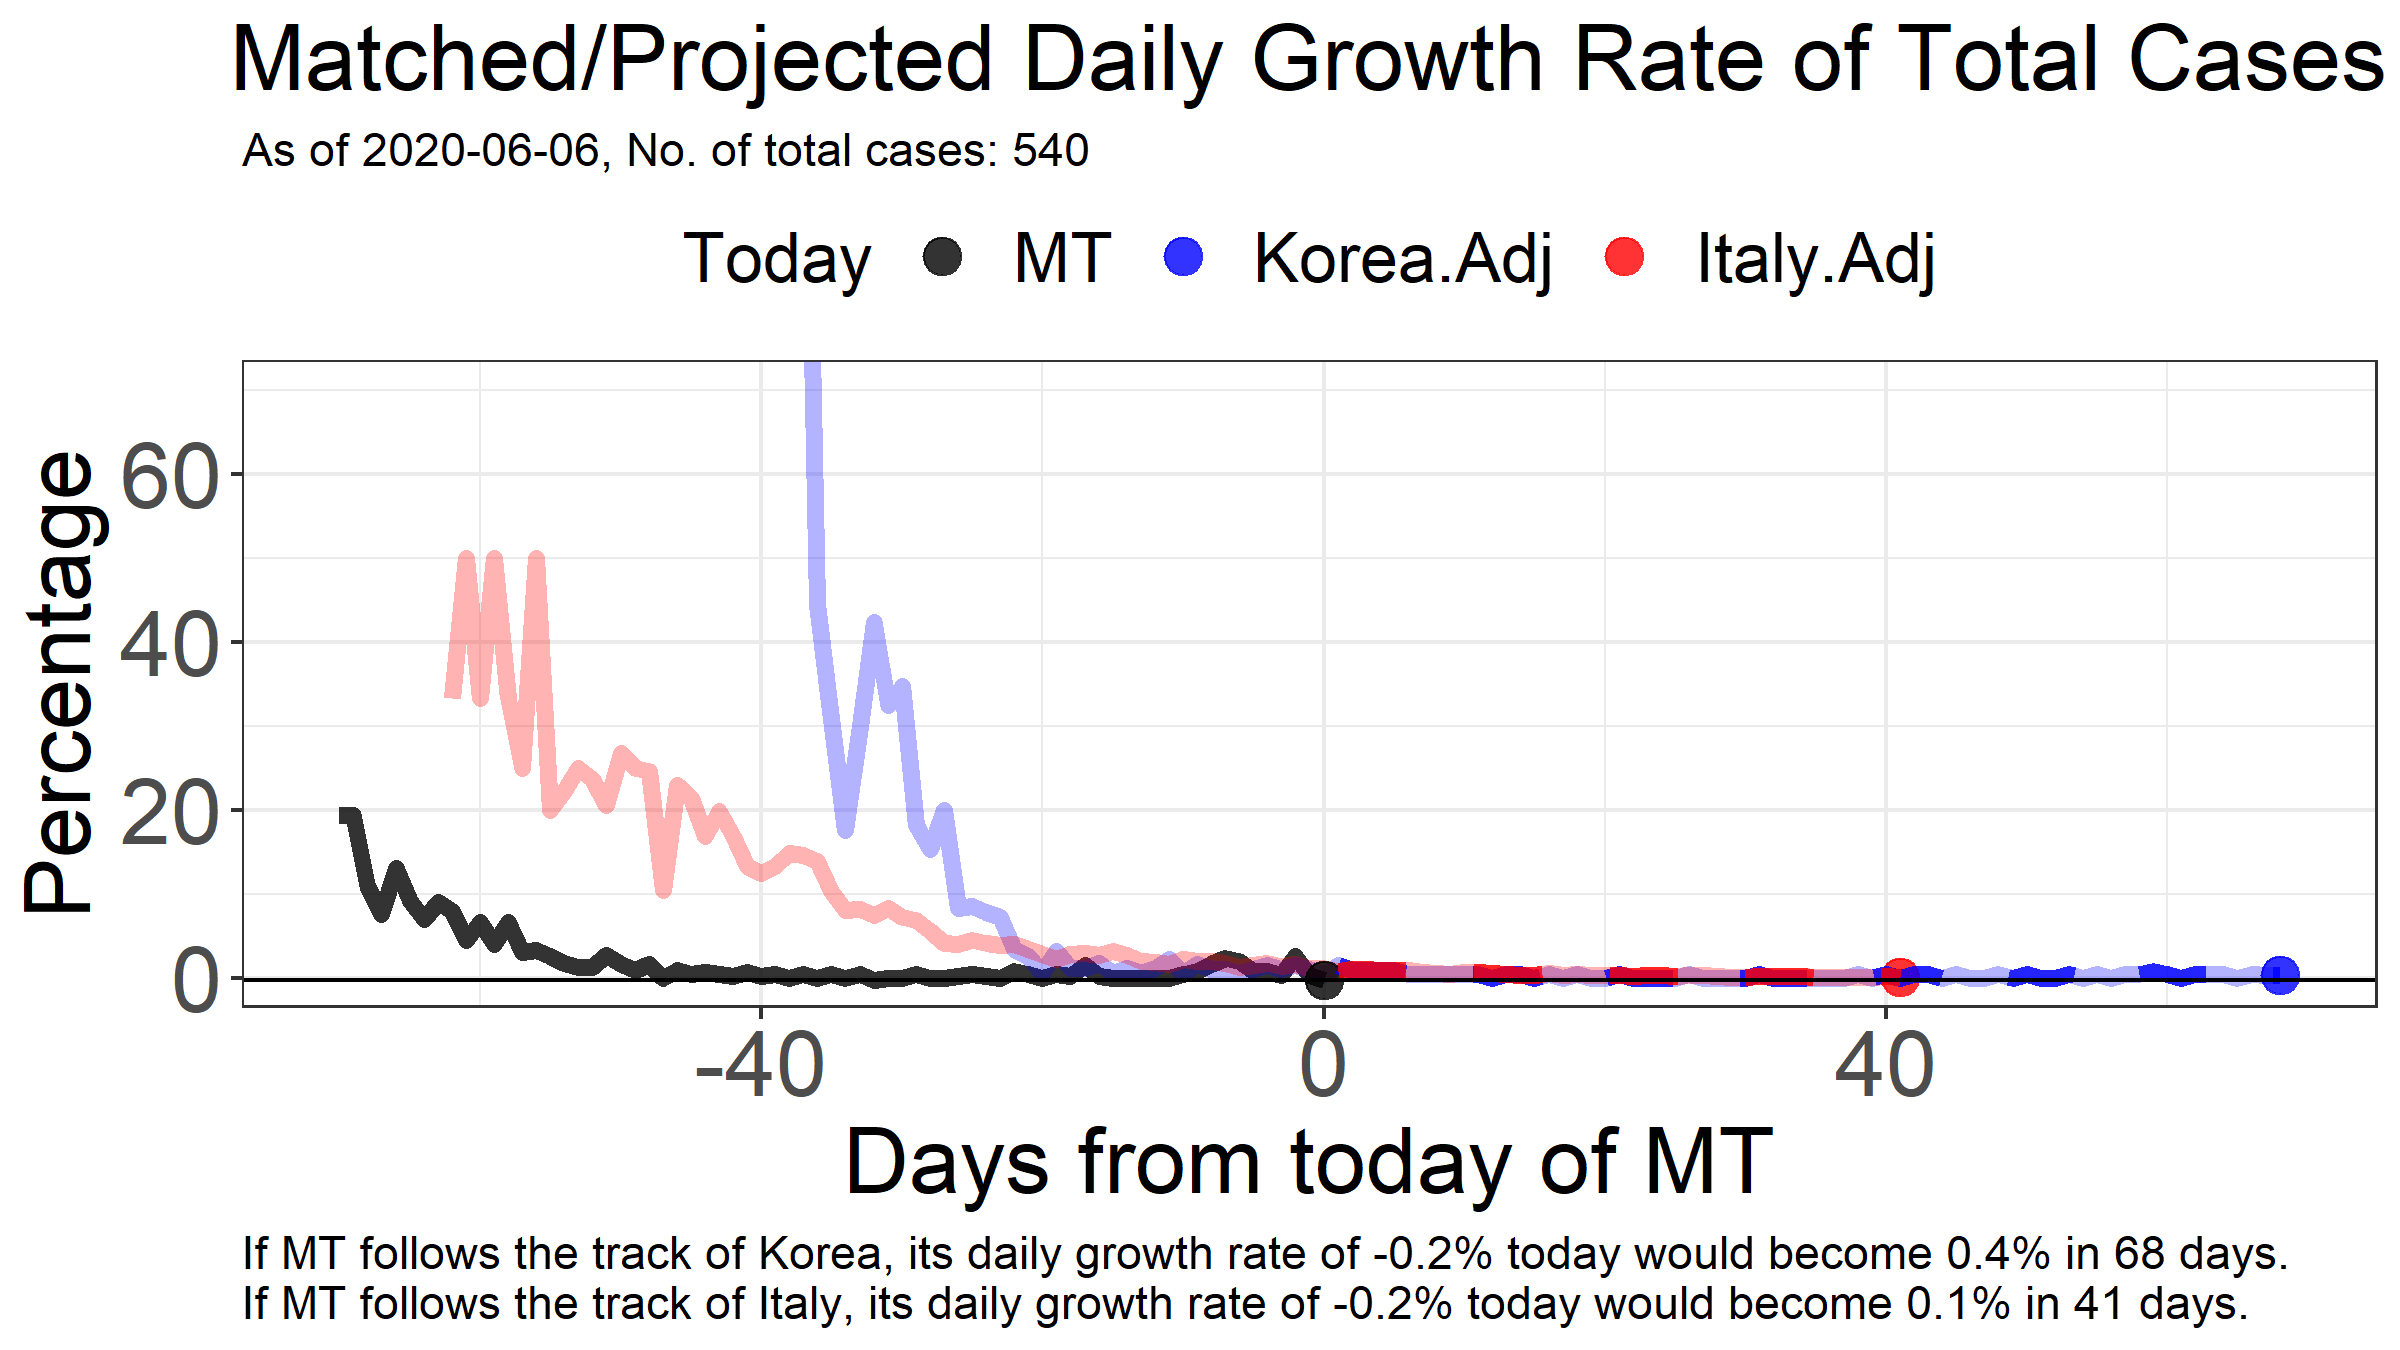 Matched/Projected Daily Growth Rate of Total Cases
As of 2020-06-06, No. of total cases: 540
Today MT Korea.Adj Italy.Adj
Percentage
60
40
20
0
-40 0 40
Days from today of MT
If MT follows the track of Korea, its daily growth rate of -0.2% today would become 0.4% in 68 days.
If MT follows the track of Italy, its daily growth rate of -0.2% today would become 0.1% in 41 days.